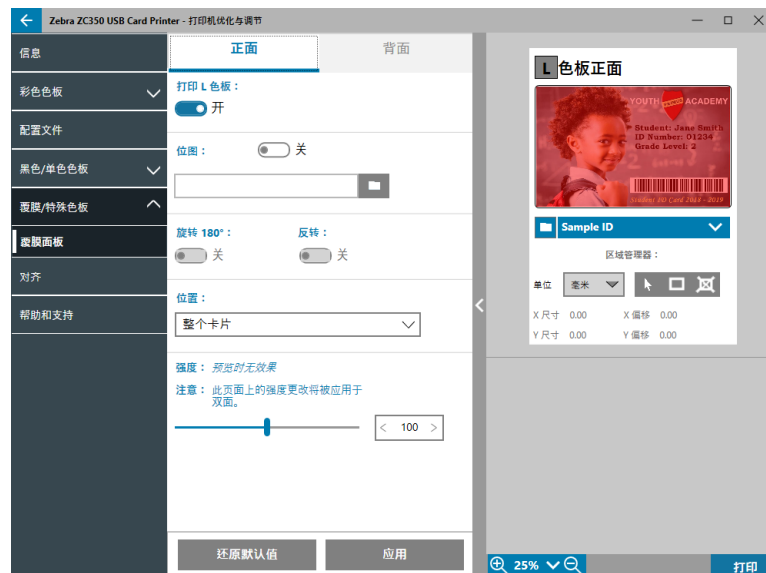 Zebra ZC350 USB Card Printer - 打印机优化与调节
信息
彩色色板
配置文件
黑色/单色色板
覆膜/特殊色板
覆膜面板
对齐
帮助和支持
正面
背面
打印 L 色板：
开
位图：
关
旋转 180°：
反转：
关
关
位置：
整个卡片
强度： 预览时无效果
注意： 此页面上的强度更改将被应用于
双面。
< 100 >
还原默认值
应用
L 色板正面
YOUTH ACADEMY
Student: Jane Smith
ID Number: 01234
Grade Level: 2
Student ID Card 2018 - 2019
Sample ID
区域管理器：
单位
毫米
X 尺寸 0.00 X 偏移 0.00
Y 尺寸 0.00 Y 偏移 0.00
25%
打印